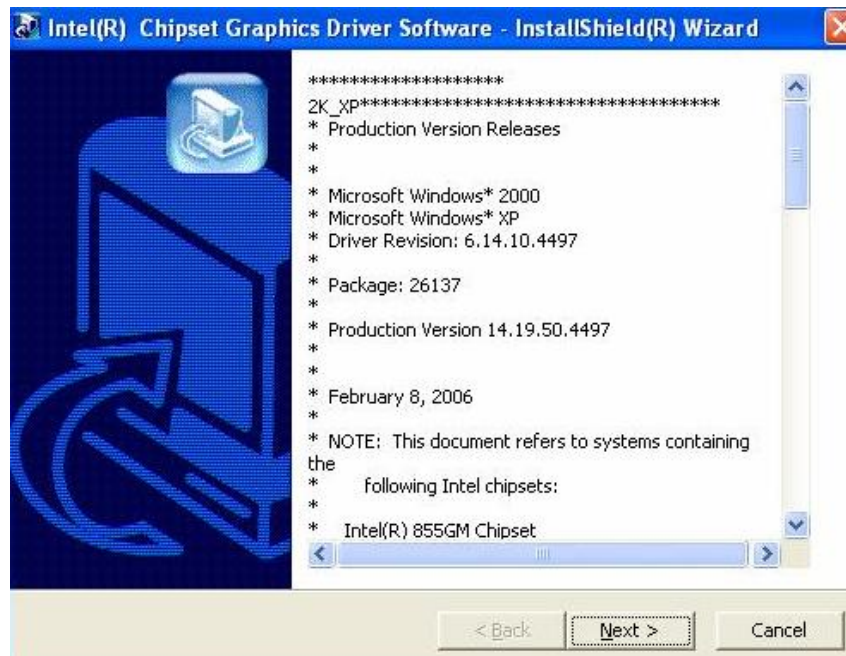 Intel(R) Chipset Graphics Driver Software - InstallShield(R) Wizard
*******************
2K_XP***********************************
* Production Version Releases
*
*
* Microsoft Windows* 2000
* Microsoft Windows* XP
* Driver Revision: 6.14.10.4497
*
* Package: 26137
*
* Production Version 14.19.50.4497
*
*
* February 8, 2006
*
* NOTE: This document refers to systems containing
the
* following Intel chipsets:
*
* Intel(R) 855GM Chipset
< Back
Next >
Cancel